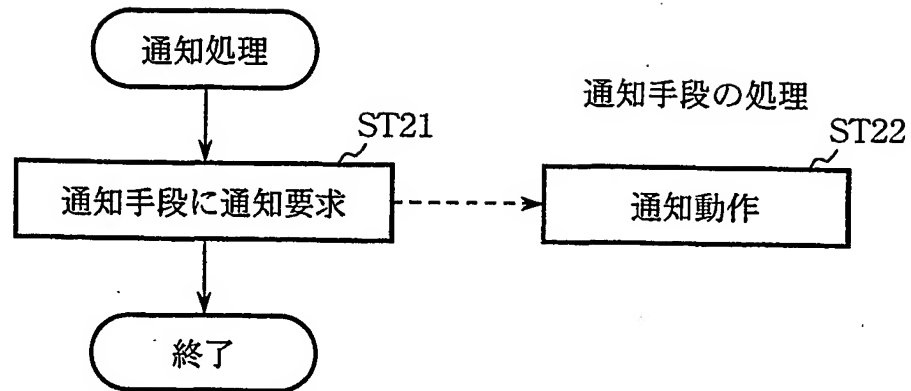 通知処理
通知手段の処理
ST21
ST22
通知手段に通知要求
通知動作
終了